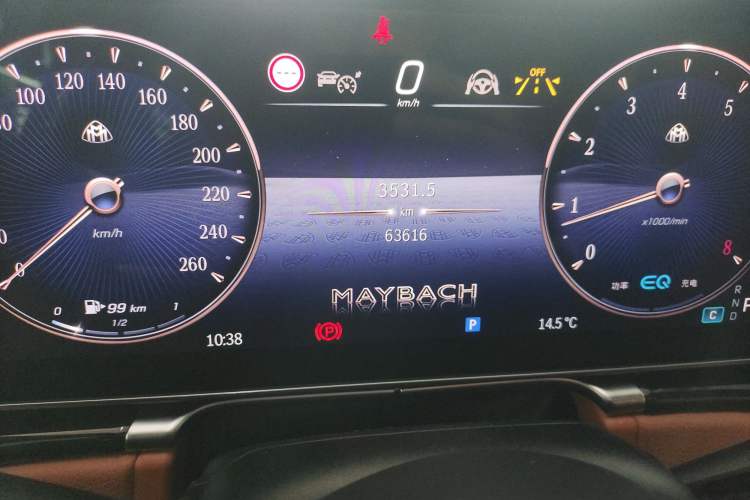 0
km/h
OFF
100
120
140
160
180
200
220
240
260
0
km/h
0
99 km
1
1/2
10:38
3531.5
km
63616
MAYBACH
P
P
14.5℃
0
1
2
3
4
5
8
x1000/min
功率 EQ 充电
C
R
N
D
P